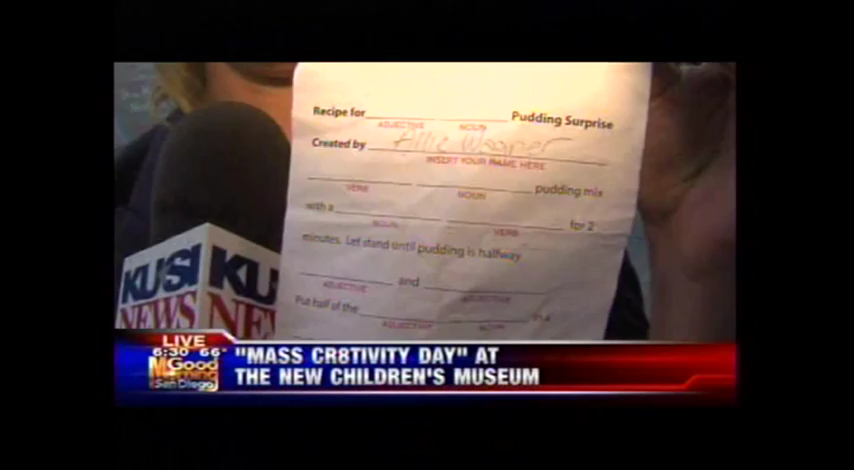 Recipe for Pudding Surprise
ADJECTIVE NOUN
Created by Allie Wagner
INSERT YOUR NAME HERE
pudding mix
VERB NOUN
with a for 2
NOUN VERB
minutes. Let stand until pudding is halfway
and
ADJECTIVE ADJECTIVE
Put half of the in a
ADJECTIVE NOUN
KUSI KUSI
NEWS NEWS
LIVE
6:30 66°
Good Morning San Diego
"MASS CR8TIVITY DAY" AT
THE NEW CHILDREN'S MUSEUM